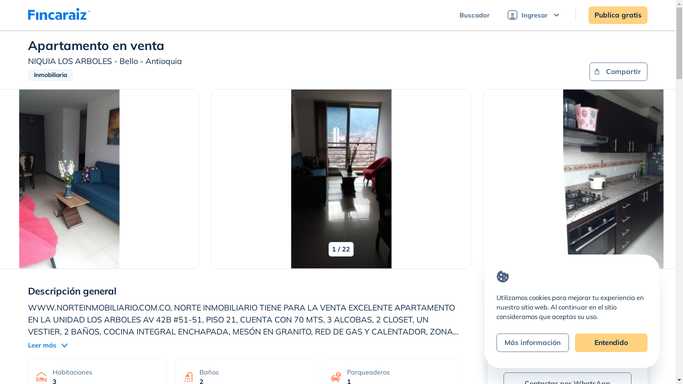 Fincaraiz
Buscador
Ingresar
Publica gratis
Apartamento en venta
NIQUIA LOS ARBOLES - Bello - Antioquia
Inmobiliaria
Compartir
1 / 22
Descripción general
WWW.NORTEINMOBILIARIO.COM.CO, NORTE INMOBILIARIO TIENE PARA LA VENTA EXCELENTE APARTAMENTO
EN LA UNIDAD LOS ARBOLES AV 42B #51-51, PISO 21, CUENTA CON 70 MTS, 3 ALCOBAS, 2 CLOSET, UN
VESTIER, 2 BAÑOS, COCINA INTEGRAL ENCHAPADA, MESÓN EN GRANITO, RED DE GAS Y CALENTADOR, ZONA...
Leer más
Habitaciones
3
Baños
2
Parqueaderos
1
Utilizamos cookies para mejorar tu experiencia en
nuestro sitio web. Al continuar en el sitio
consideramos que aceptas su uso.
Más información
Entendido
Contactar por WhatsApp